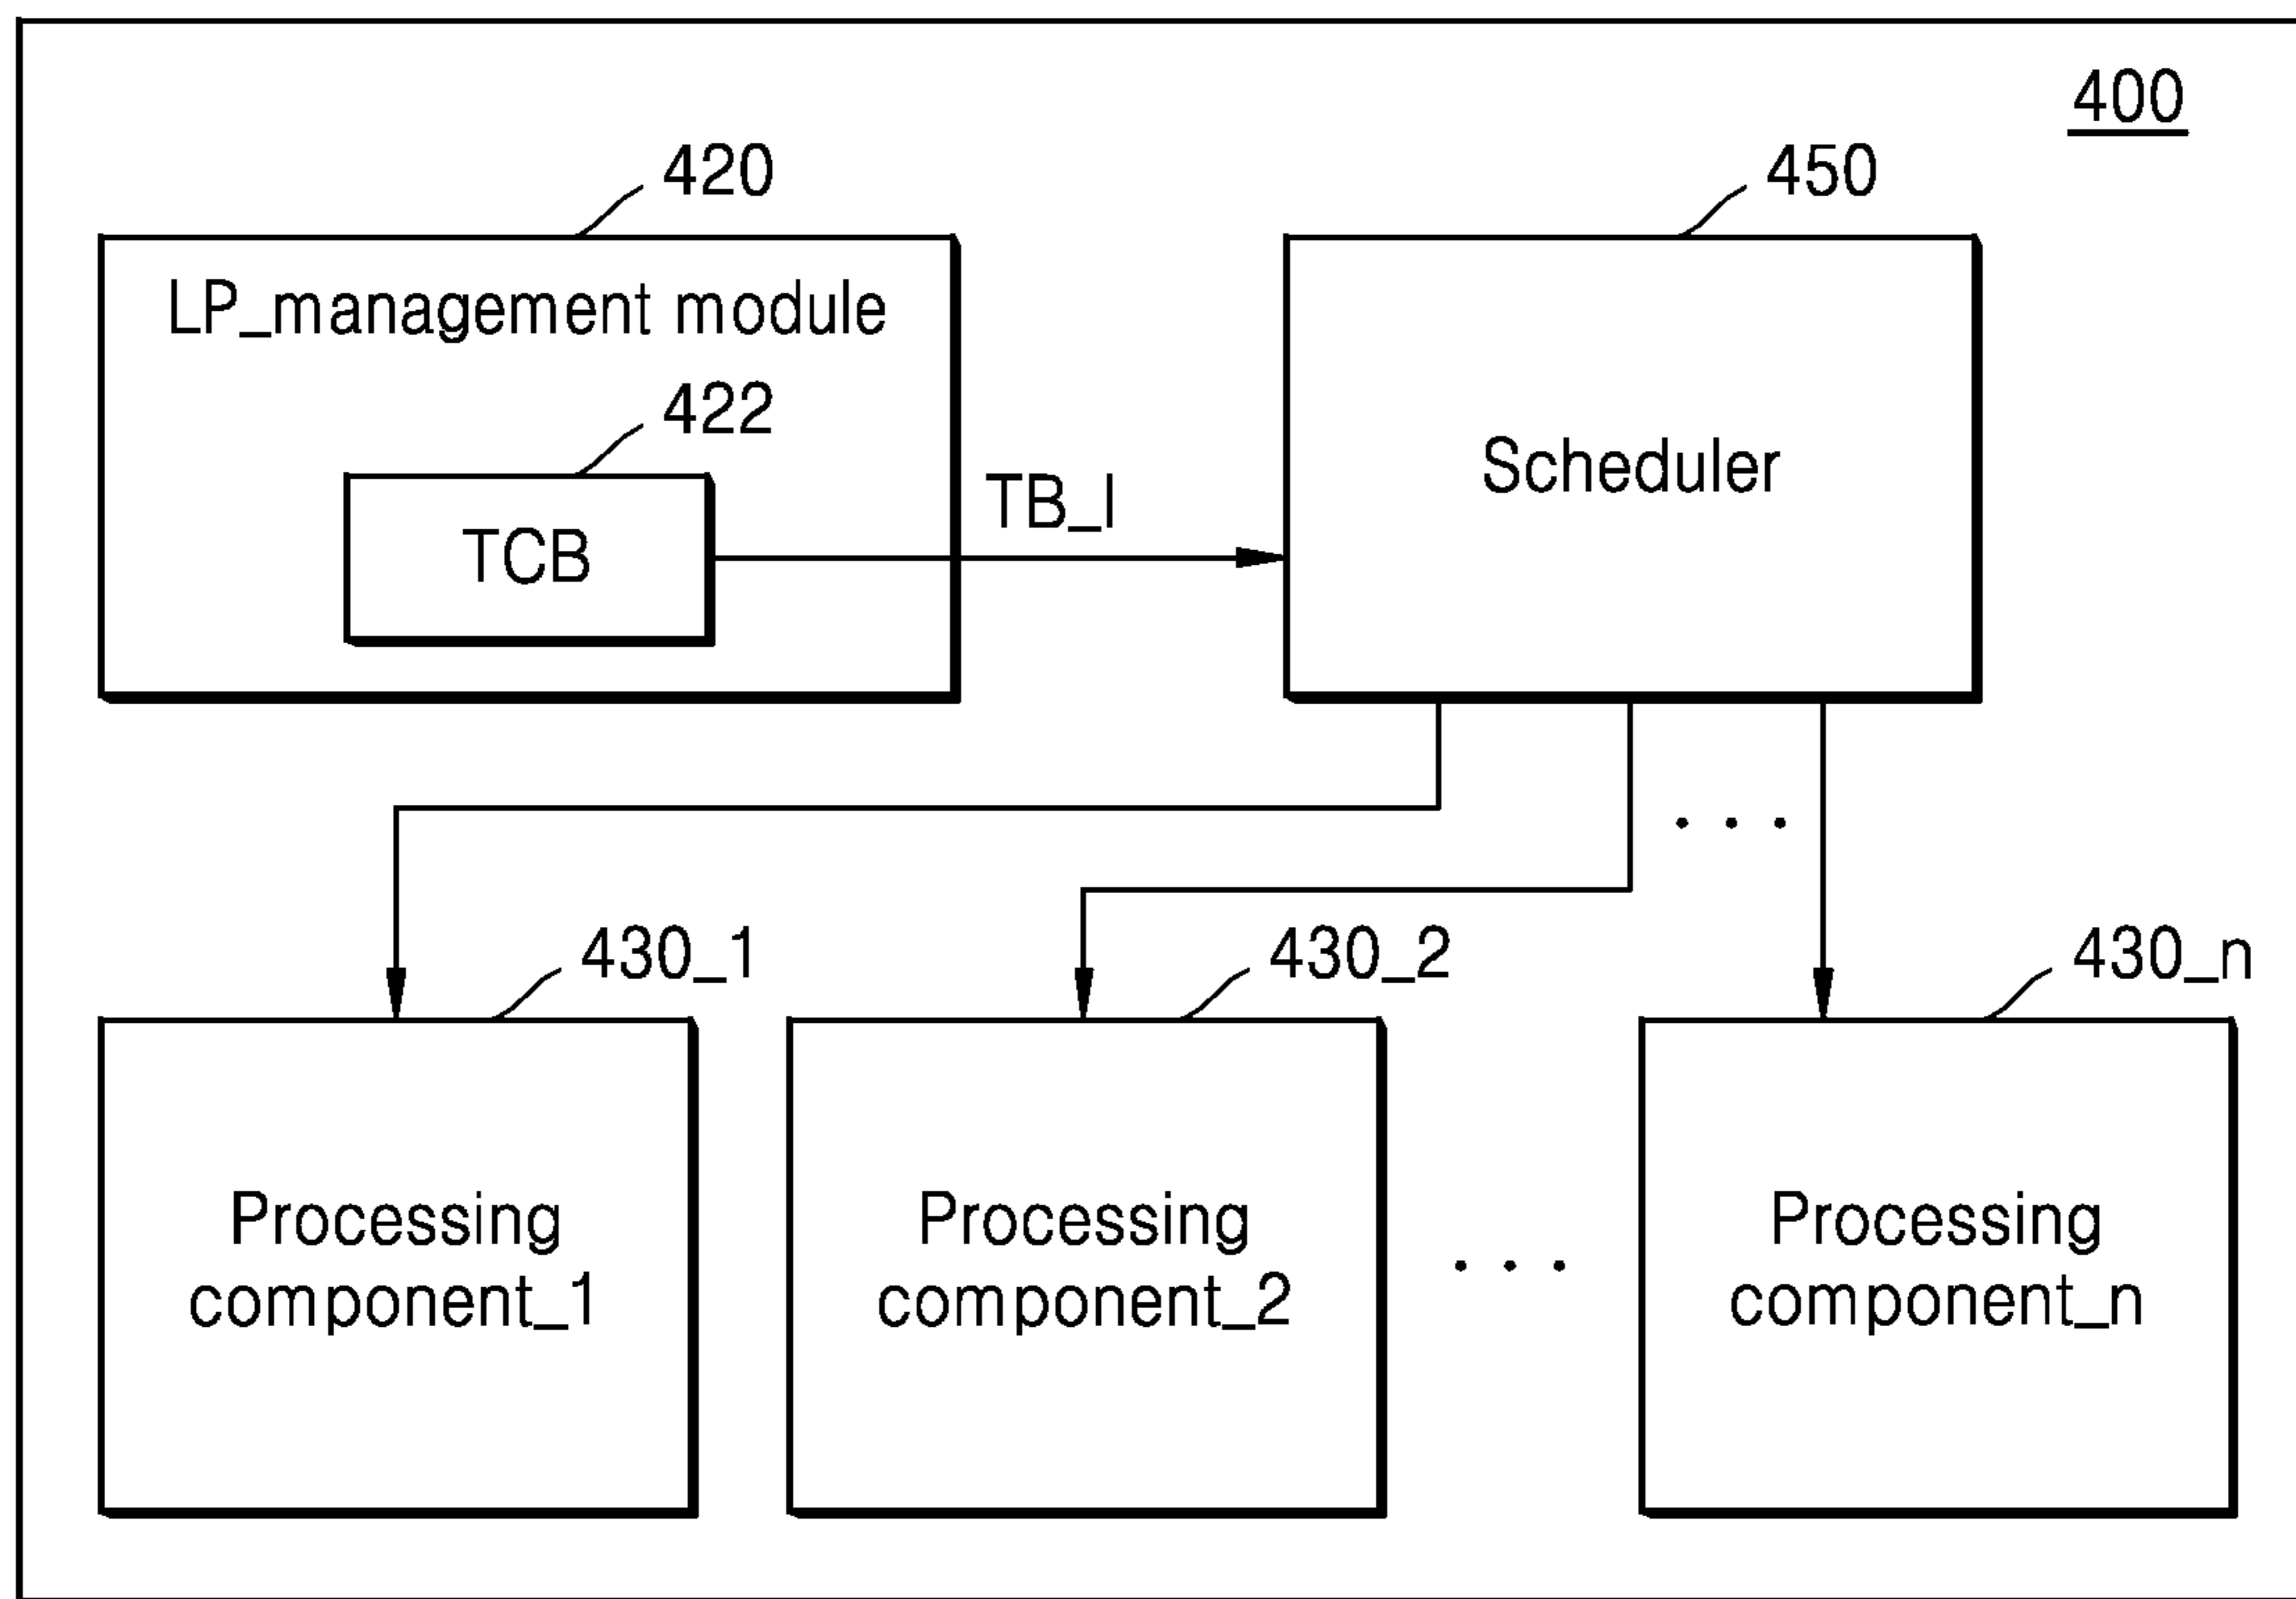 400
420
450
LP_management module
422
TCB
TB_I
Scheduler
. . .
430_1
430_2
430_n
Processing
component_1
Processing
component_2
. . .
Processing
component_n